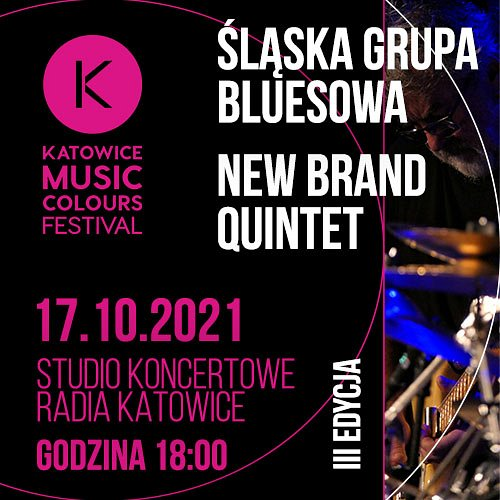 K
KATOWICE
MUSIC
COLOURS
FESTIVAL
ŚLĄSKA GRUPA
BLUESOWA
NEW BRAND
QUINTET
17.10.2021
STUDIO KONCERTOWE
RADIA KATOWICE
GODZINA 18:00
III EDYCJA